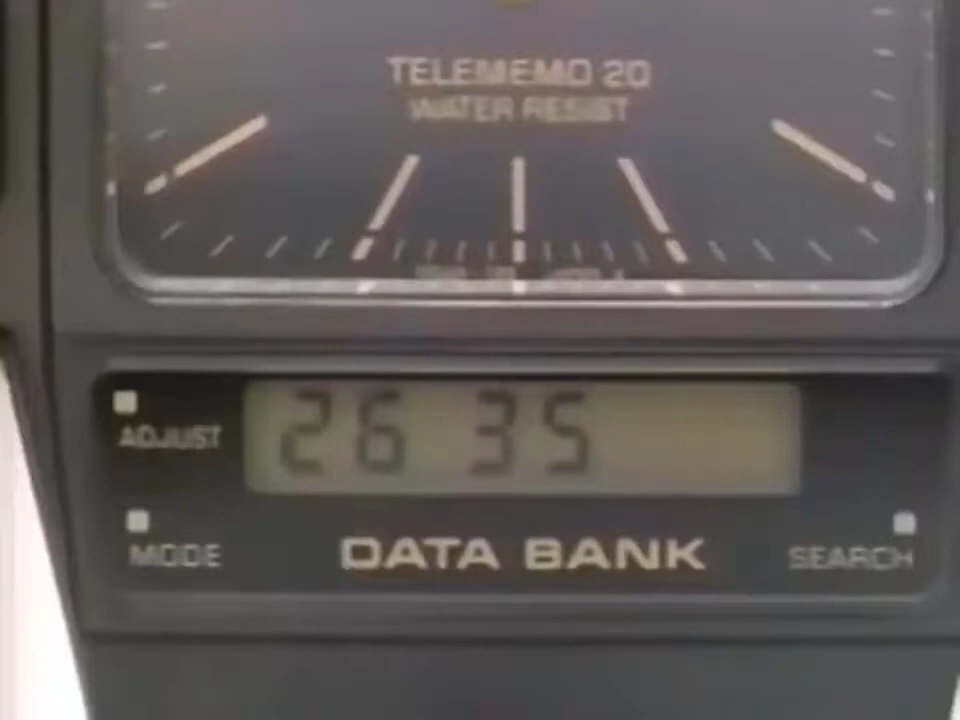 TELEMEMO 20
WATER RESIST
ADJUST
26 35
MODE
DATA BANK
SEARCH